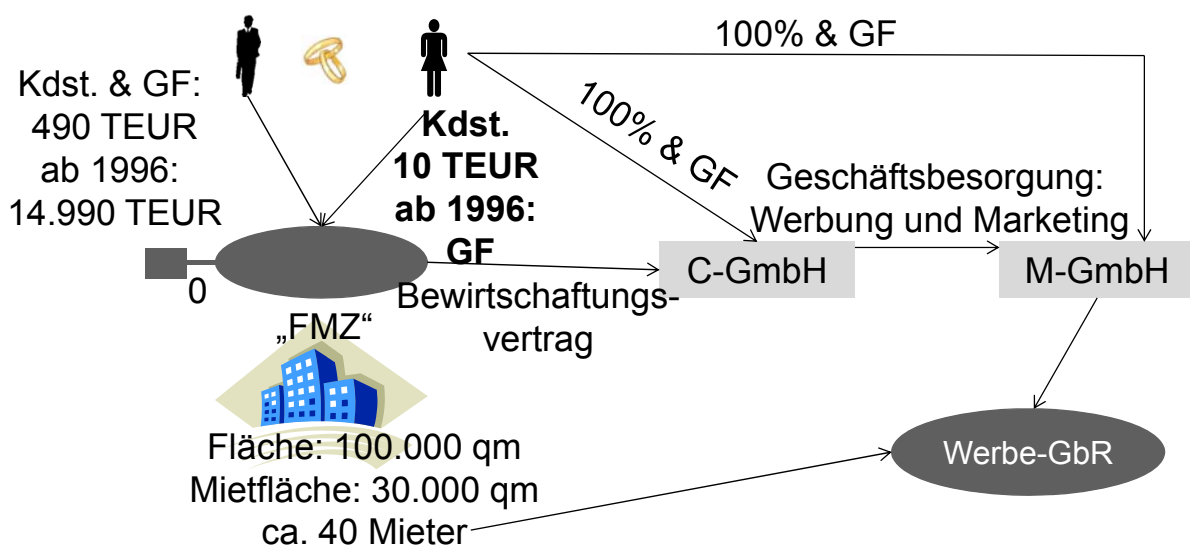 100% & GF
Kdst. & GF:
490 TEUR
ab 1996:
14.990 TEUR
Kdst.
10 TEUR
ab 1996:
GF
100% & GF
Geschäftsbesorgung:
Werbung und Marketing
0
C-GmbH
M-GmbH
Bewirtschaftungs-
vertrag
„FMZ“
Fläche: 100.000 qm
Mietfläche: 30.000 qm
ca. 40 Mieter
Werbe-GbR